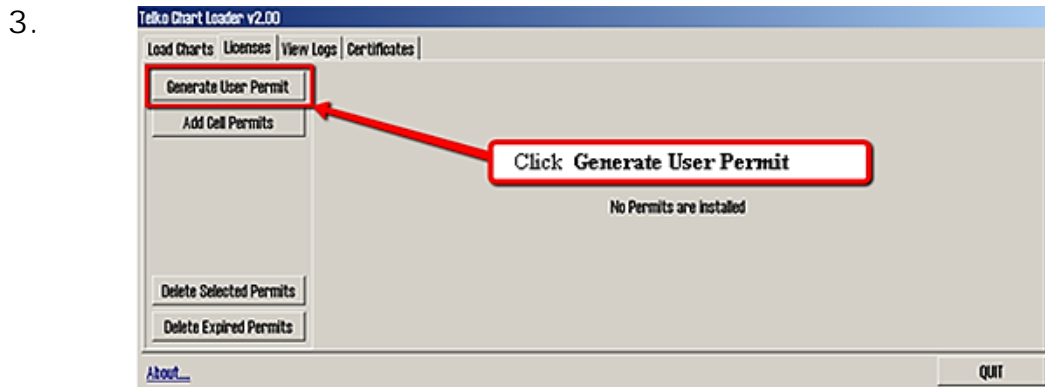 3.
Telko Chart Loader v2.00
Load Charts Licenses View Logs Certificates
Generate User Permit
Add Cell Permits
Click Generate User Permit
No Permits are installed
Delete Selected Permits
Delete Expired Permits
About...
QUIT